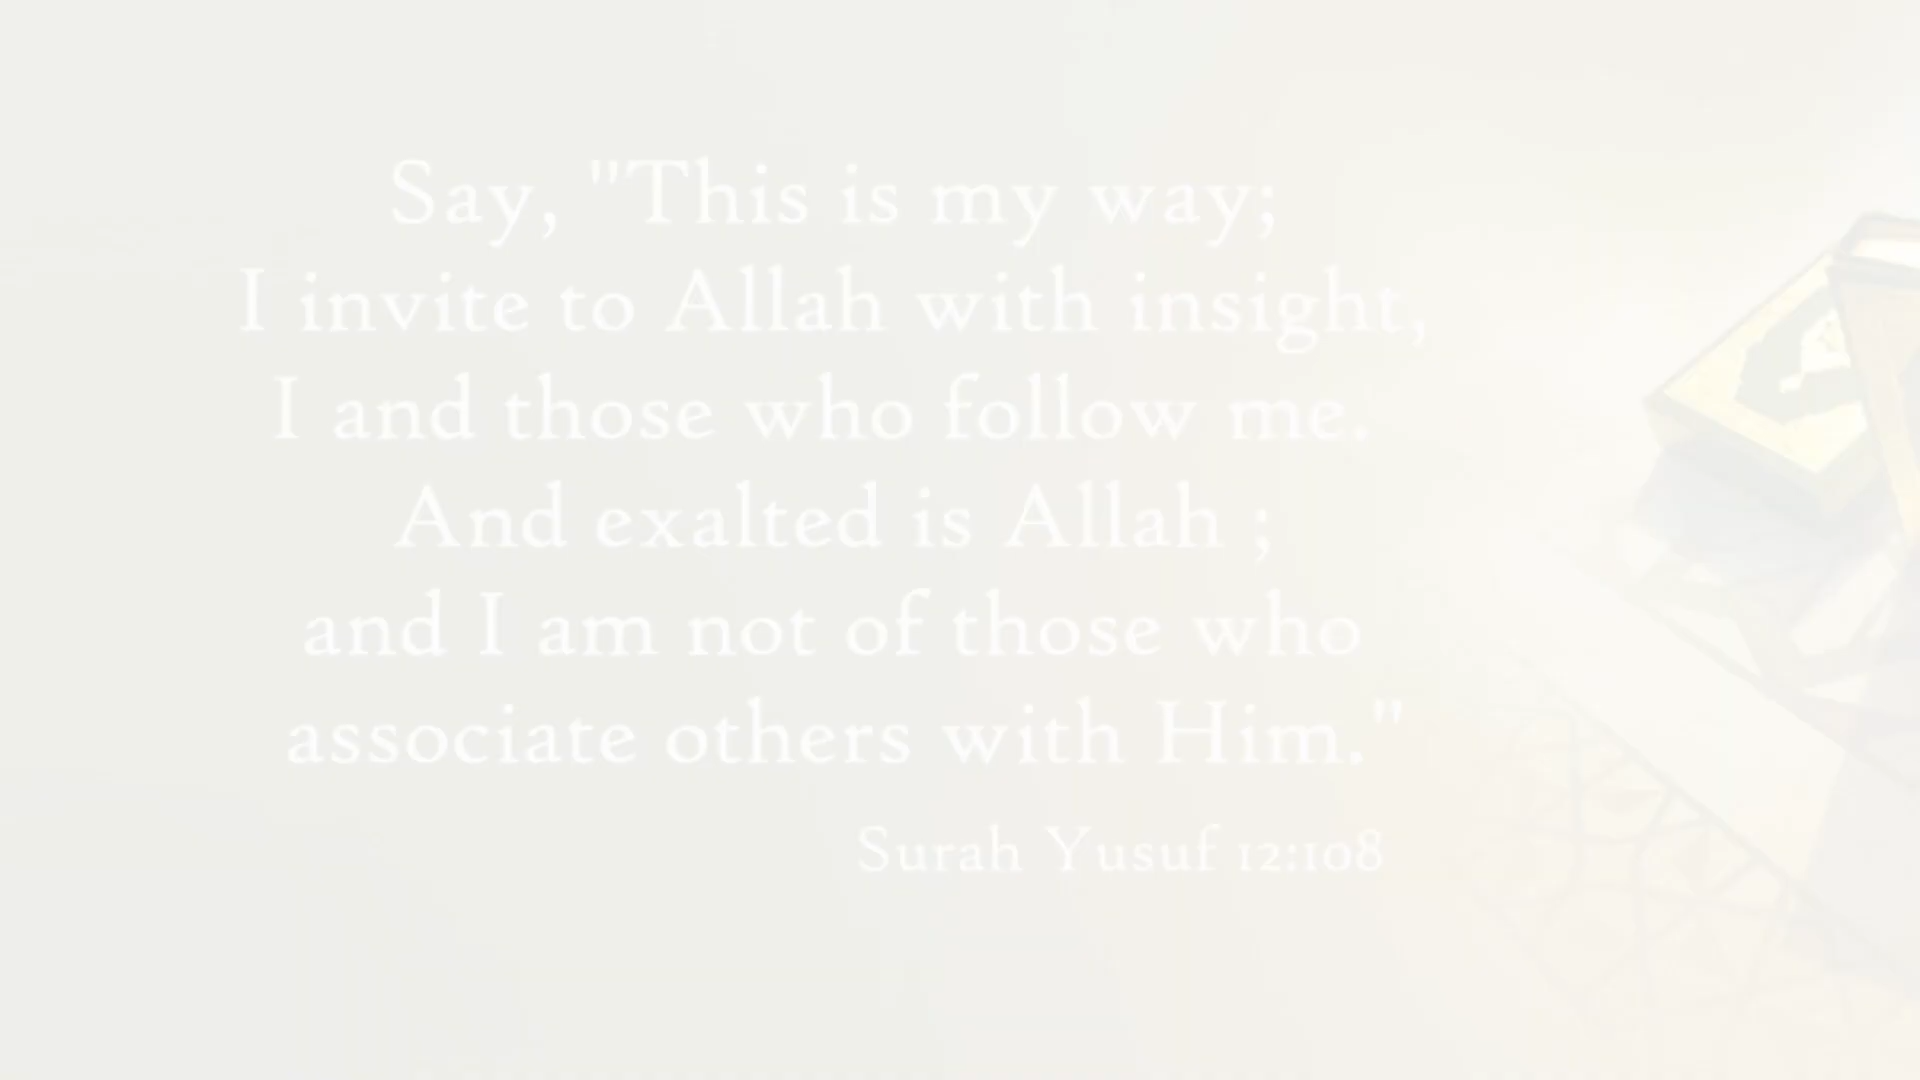 Say, "This is my way;
I invite to Allah with insight,
I and those who follow me.
And exalted is Allah ;
and I am not of those who
associate others with Him."
Surah Yusuf 12:108